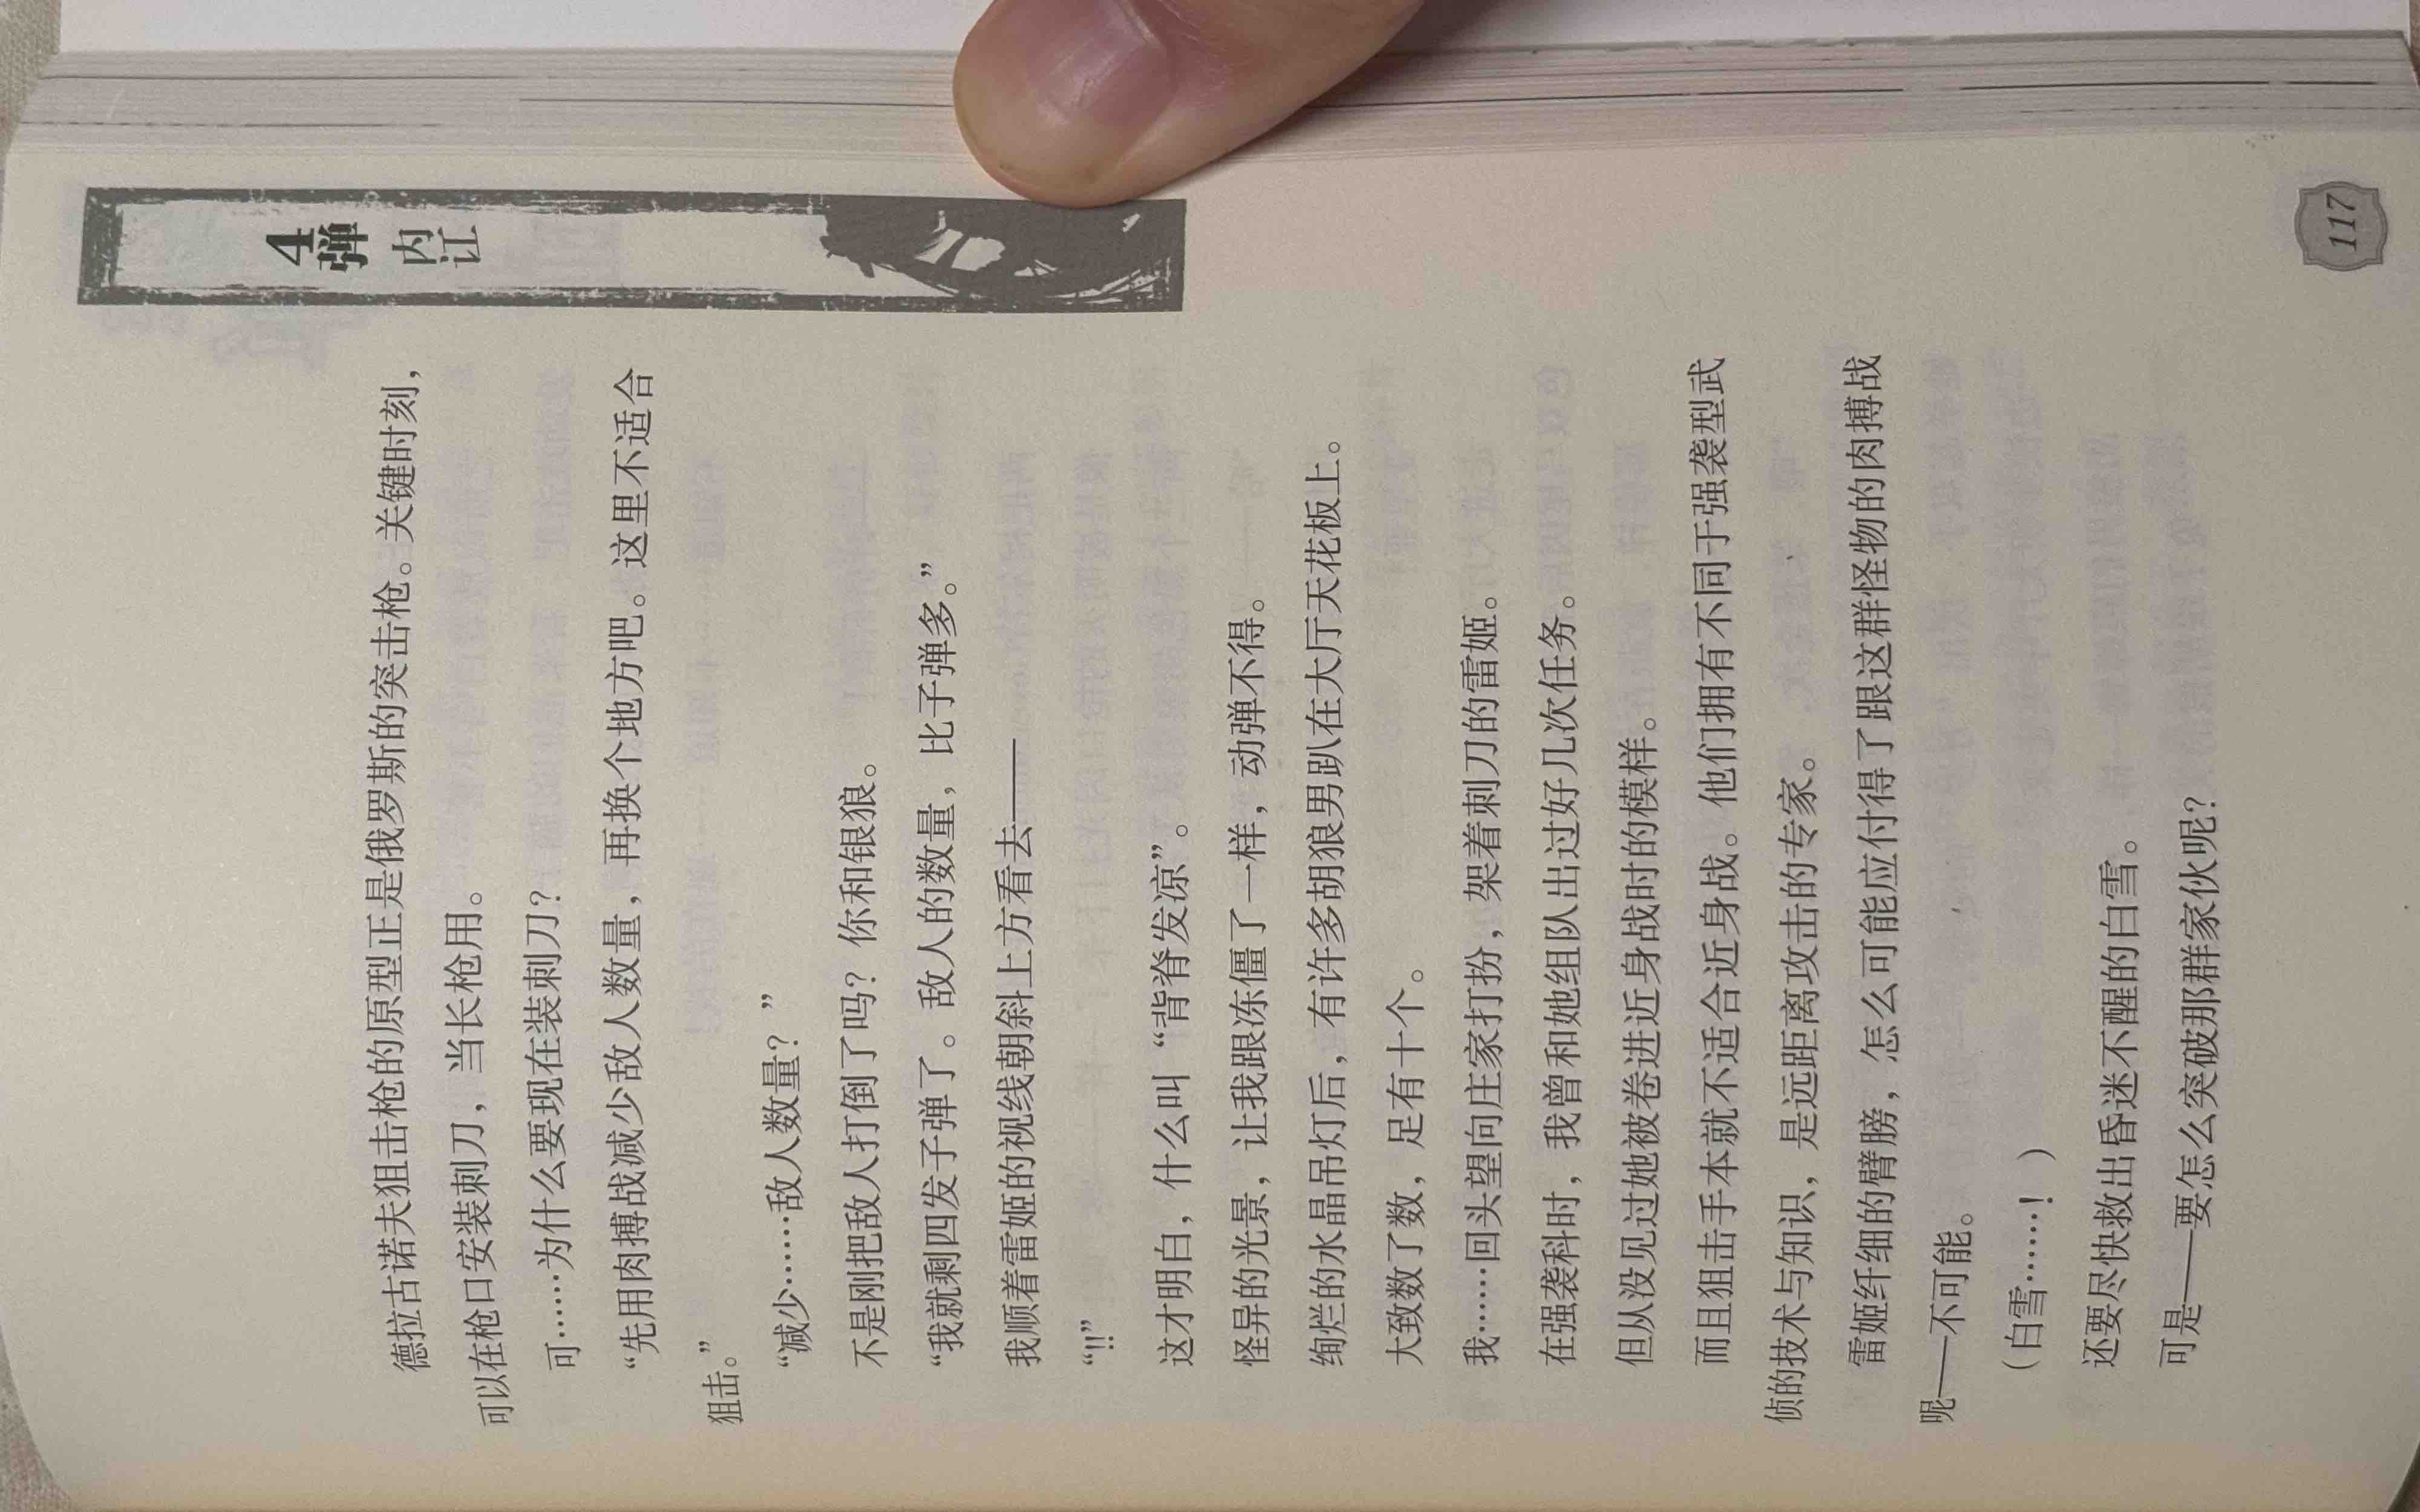 4弹 内讧
德拉古诺夫狙击枪的原型正是俄罗斯的突击枪。关键时刻，
可以在枪口安装刺刀，当长枪用。
可……为什么要现在装刺刀？
“先用肉搏战减少敌人数量，再换个地方吧。这里不适合
狙击。”
“减少……敌人数量？”
不是刚把敌人打倒了吗？你和银狼。
“我就剩四发子弹了。敌人的数量，比子弹多。”
我顺着雷姬的视线朝斜上方看去——
“!!”
这才明白，什么叫“背脊发凉”。
怪异的光景，让我跟冻僵了一样，动弹不得。
绚烂的水晶吊灯后，有许多胡狼男趴在大厅天花板上。
大致数了数，足有十个。
我……回头望向庄家打扮，架着刺刀的雷姬。
在强袭科时，我曾和她组队出过好几次任务。
但从没见过她被卷进近身战时的模样。
而且狙击手本就不适合近身战。他们拥有不同于强袭型武
侦的技术与知识，是远距离攻击的专家。
雷姬纤细的臂膀，怎么可能应付得了跟这群怪物的肉搏战
呢——不可能。
（白雪……！）
还要尽快救出昏迷不醒的白雪。
可是——要怎么突破那群家伙呢？
117